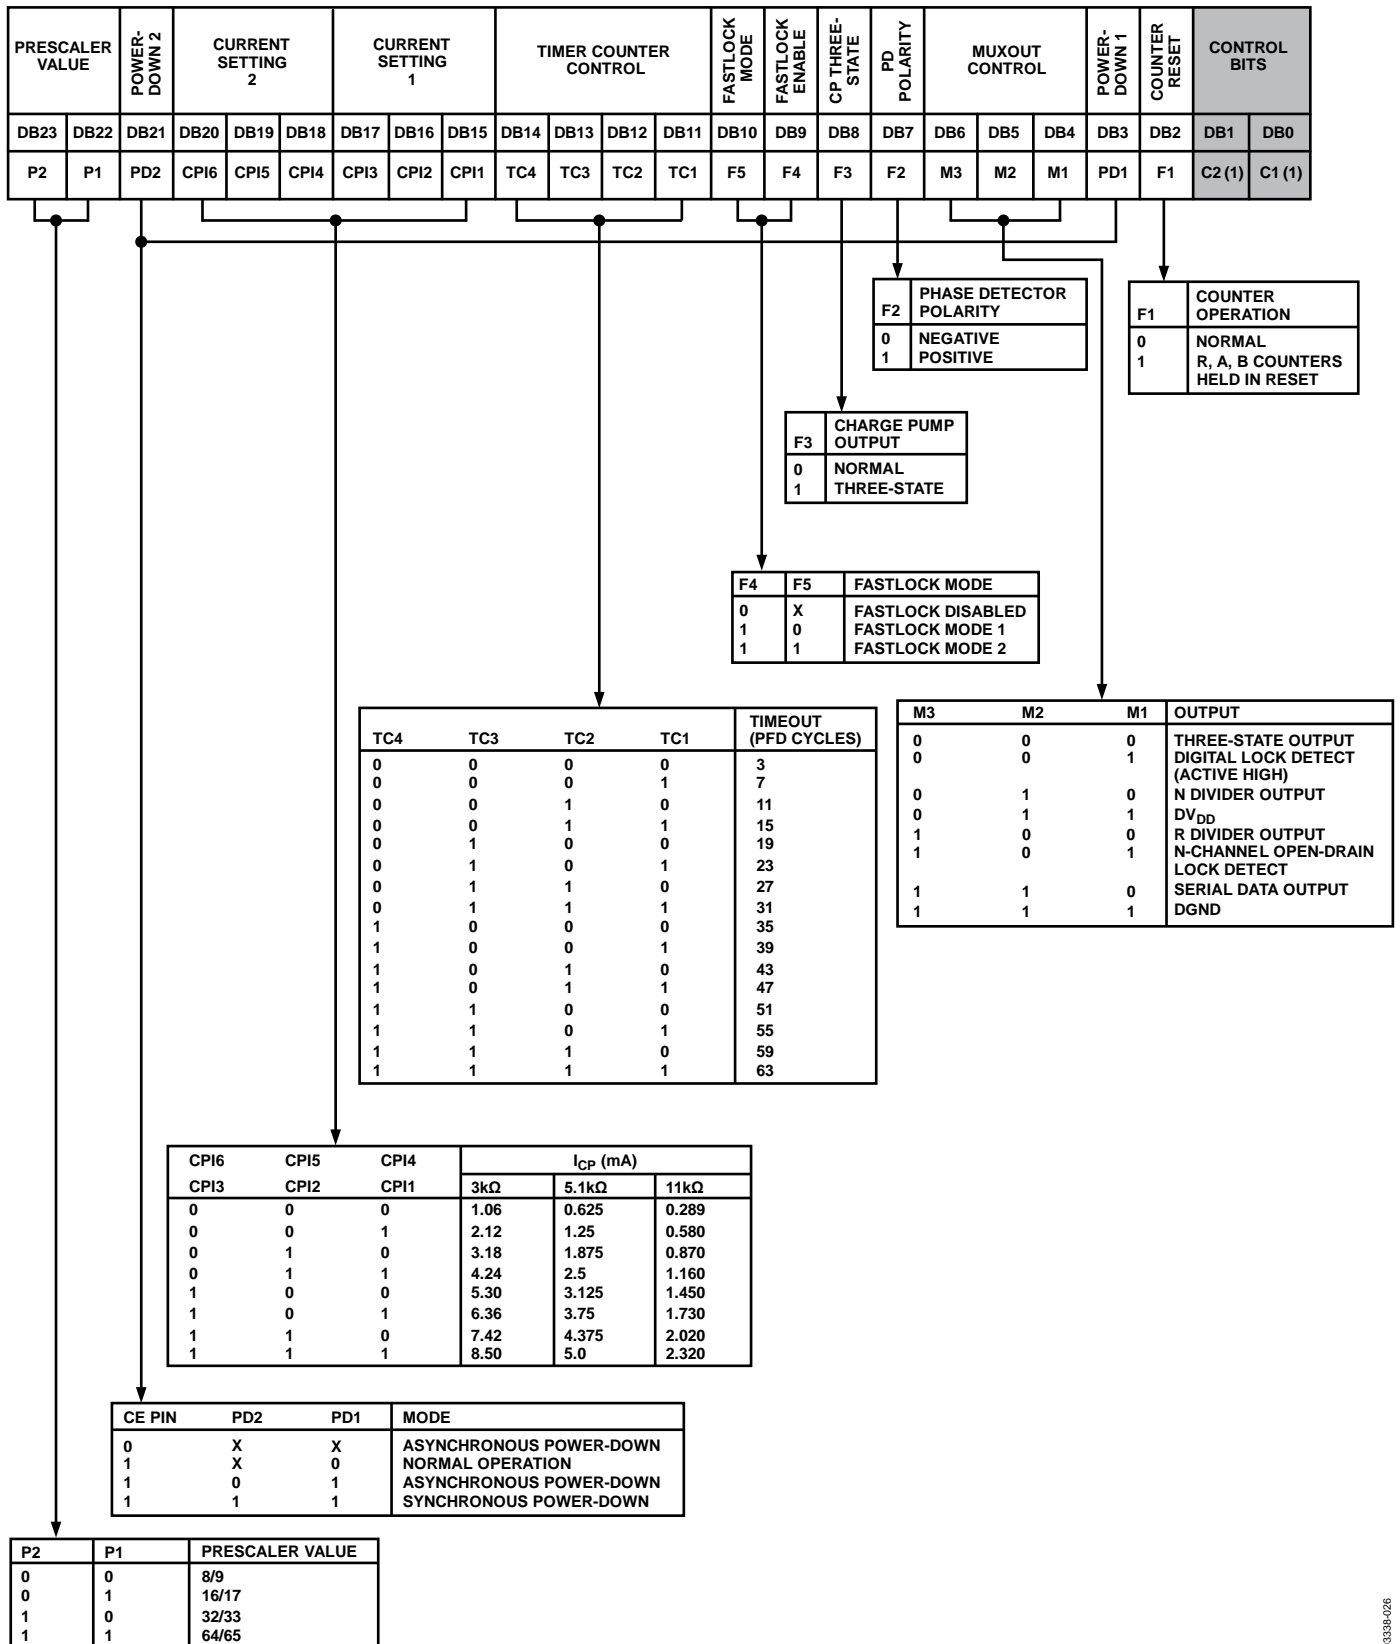 PRESCALER VALUE
POWER-DOWN 2
CURRENT SETTING 2
CURRENT SETTING 1
TIMER COUNTER CONTROL
FASTLOCK MODE
FASTLOCK ENABLE
CP THREE-STATE
PD POLARITY
MUXOUT CONTROL
POWER-DOWN 1
COUNTER RESET
CONTROL BITS
DB23 DB22 DB21 DB20 DB19 DB18 DB17 DB16 DB15 DB14 DB13 DB12 DB11 DB10 DB9 DB8 DB7 DB6 DB5 DB4 DB3 DB2 DB1 DB0
P2 P1 PD2 CPI6 CPI5 CPI4 CPI3 CPI2 CPI1 TC4 TC3 TC2 TC1 F5 F4 F3 F2 M3 M2 M1 PD1 F1 C2 (1) C1 (1)
F2 PHASE DETECTOR POLARITY
0 NEGATIVE
1 POSITIVE
F1 COUNTER OPERATION
0 NORMAL
1 R, A, B COUNTERS
HELD IN RESET
F3 CHARGE PUMP OUTPUT
0 NORMAL
1 THREE-STATE
F4 F5 FASTLOCK MODE
0 X FASTLOCK DISABLED
1 0 FASTLOCK MODE 1
1 1 FASTLOCK MODE 2
TC4 TC3 TC2 TC1 TIMEOUT (PFD CYCLES)
0 0 0 0 3
0 0 0 1 7
0 0 1 0 11
0 0 1 1 15
0 1 0 0 19
0 1 0 1 23
0 1 1 0 27
0 1 1 1 31
1 0 0 0 35
1 0 0 1 39
1 0 1 0 43
1 0 1 1 47
1 1 0 0 51
1 1 0 1 55
1 1 1 0 59
1 1 1 1 63
M3 M2 M1 OUTPUT
0 0 0 THREE-STATE OUTPUT
0 0 1 DIGITAL LOCK DETECT
(ACTIVE HIGH)
0 1 0 N DIVIDER OUTPUT
0 1 1 DVDD
1 0 0 R DIVIDER OUTPUT
1 0 1 N-CHANNEL OPEN-DRAIN
LOCK DETECT
1 1 0 SERIAL DATA OUTPUT
1 1 1 DGND
CPI6 CPI5 CPI4 ICP (mA)
CPI3 CPI2 CPI1 3kΩ 5.1kΩ 11kΩ
0 0 0 1.06 0.625 0.289
0 0 1 2.12 1.25 0.580
0 1 0 3.18 1.875 0.870
0 1 1 4.24 2.5 1.160
1 0 0 5.30 3.125 1.450
1 0 1 6.36 3.75 1.730
1 1 0 7.42 4.375 2.020
1 1 1 8.50 5.0 2.320
CE PIN PD2 PD1 MODE
0 X X ASYNCHRONOUS POWER-DOWN
1 X 0 NORMAL OPERATION
1 0 1 ASYNCHRONOUS POWER-DOWN
1 1 1 SYNCHRONOUS POWER-DOWN
P2 P1 PRESCALER VALUE
0 0 8/9
0 1 16/17
1 0 32/33
1 1 64/65
3338-026